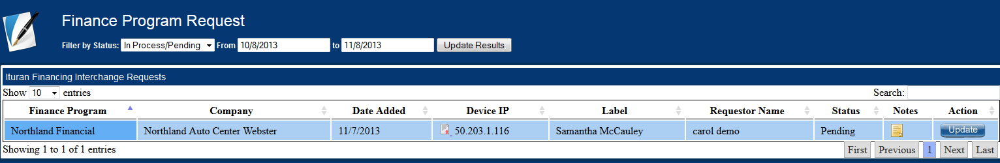 Finance Program Request
Filter by Status: In Process/Pending From 10/8/2013 to 11/8/2013 Update Results
Ituran Financing Interchange Requests
Show 10 entries Search:
Finance Program Company Date Added Device IP Label Requestor Name Status Notes Action
Northland Financial Northland Auto Center Webster 11/7/2013 50.203.1.116 Samantha McCauley carol demo Pending Update
Showing 1 to 1 of 1 entries First Previous 1 Next Last